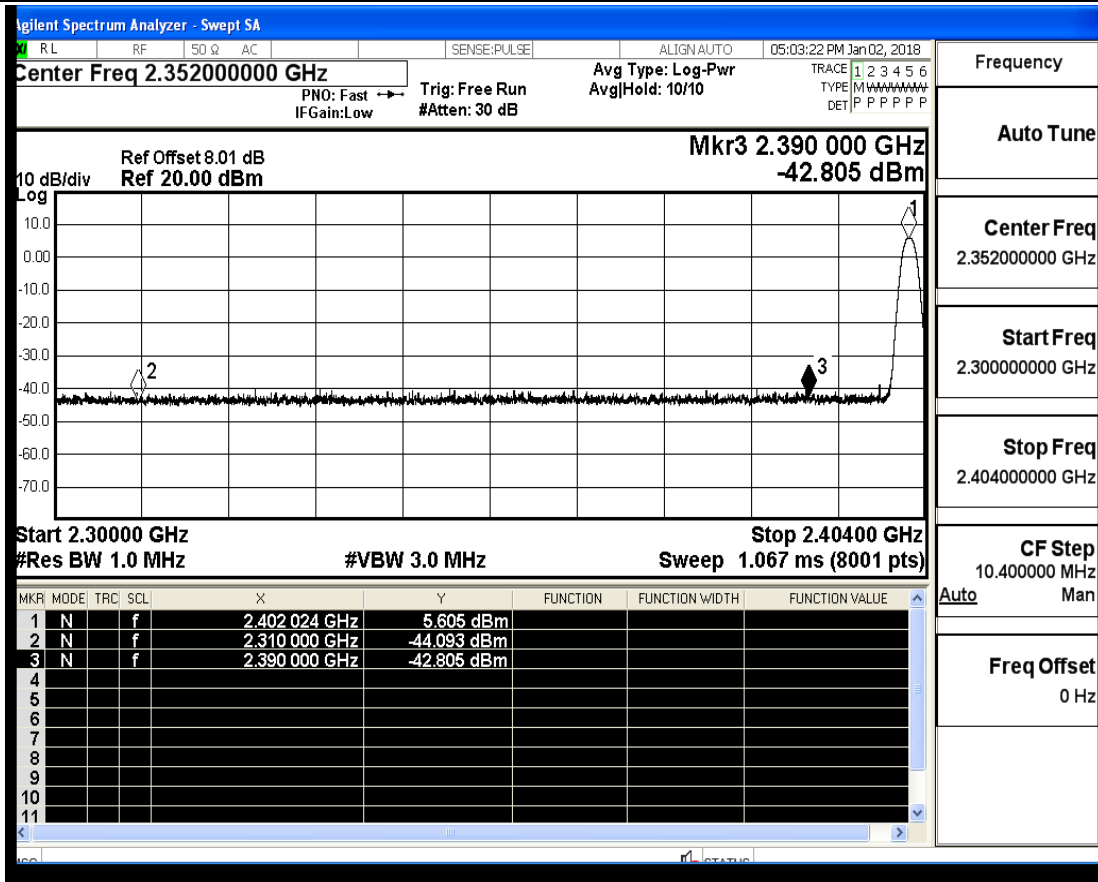 Agilent Spectrum Analyzer - Swept SA
RL RF 50 Ω AC SENSE:PULSE ALIGN AUTO 05:03:22 PM Jan 02, 2018
Center Freq 2.352000000 GHz
PNO: Fast
IFGain:Low
Trig: Free Run
#Atten: 30 dB
Avg Type: Log-Pwr
Avg|Hold: 10/10
TRACE 1 2 3 4 5 6
TYPE M WWWWW
DET P P P P P P
Ref Offset 8.01 dB
10 dB/div Ref 20.00 dBm
Log
Mkr3 2.390 000 GHz
-42.805 dBm
10.0
0.00
-10.0
-20.0
-30.0
-40.0
-50.0
-60.0
-70.0
1
2
3
Start 2.30000 GHz Stop 2.40400 GHz
#Res BW 1.0 MHz #VBW 3.0 MHz Sweep 1.067 ms (8001 pts)
MKR MODE TRC SCL X Y FUNCTION FUNCTION WIDTH FUNCTION VALUE
1 N f 2.402 024 GHz 5.605 dBm
2 N f 2.310 000 GHz -44.093 dBm
3 N f 2.390 000 GHz -42.805 dBm
4
5
6
7
8
9
10
11
STATUS
Frequency
Auto Tune
Center Freq
2.352000000 GHz
Start Freq
2.300000000 GHz
Stop Freq
2.404000000 GHz
CF Step
10.400000 MHz
Auto Man
Freq Offset
0 Hz